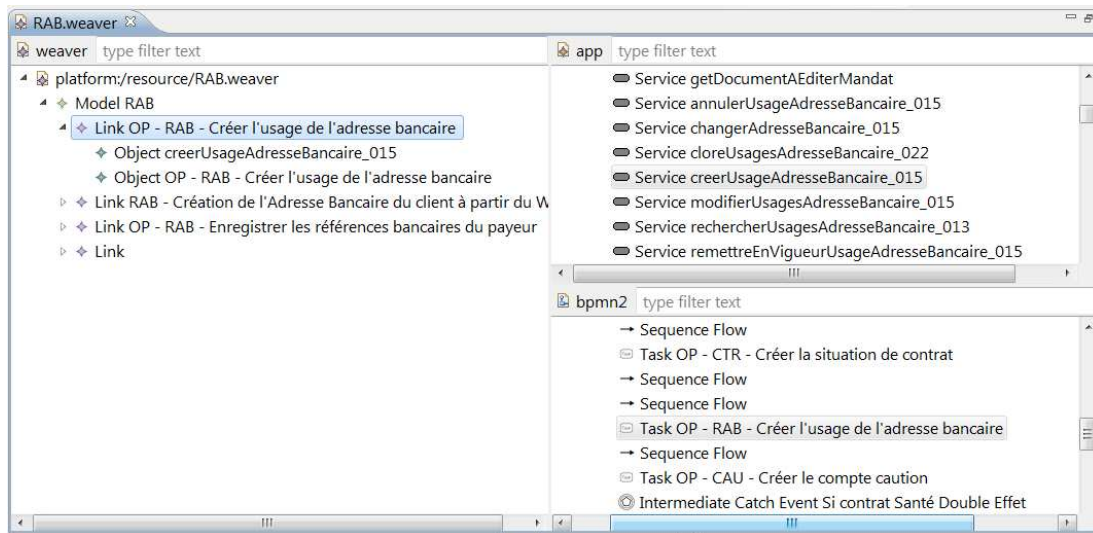 RAB.weaver
weaver type filter text
platform:/resource/RAB.weaver
Model RAB
Link OP - RAB - Créer l'usage de l'adresse bancaire
Object creerUsageAdresseBancaire_015
Object OP - RAB - Créer l'usage de l'adresse bancaire
Link RAB - Création de l'Adresse Bancaire du client à partir du W
Link OP - RAB - Enregistrer les références bancaires du payeur
Link
app type filter text
Service getDocumentAEditerMandat
Service annulerUsageAdresseBancaire_015
Service changerAdresseBancaire_015
Service cloreUsagesAdresseBancaire_022
Service creerUsageAdresseBancaire_015
Service modifierUsagesAdresseBancaire_015
Service rechercherUsagesAdresseBancaire_013
Service remettreEnVigueurUsageAdresseBancaire_015
bpmn2 type filter text
Sequence Flow
Task OP - CTR - Créer la situation de contrat
Sequence Flow
Sequence Flow
Task OP - RAB - Créer l'usage de l'adresse bancaire
Sequence Flow
Task OP - CAU - Créer le compte caution
Intermediate Catch Event Si contrat Santé Double Effet